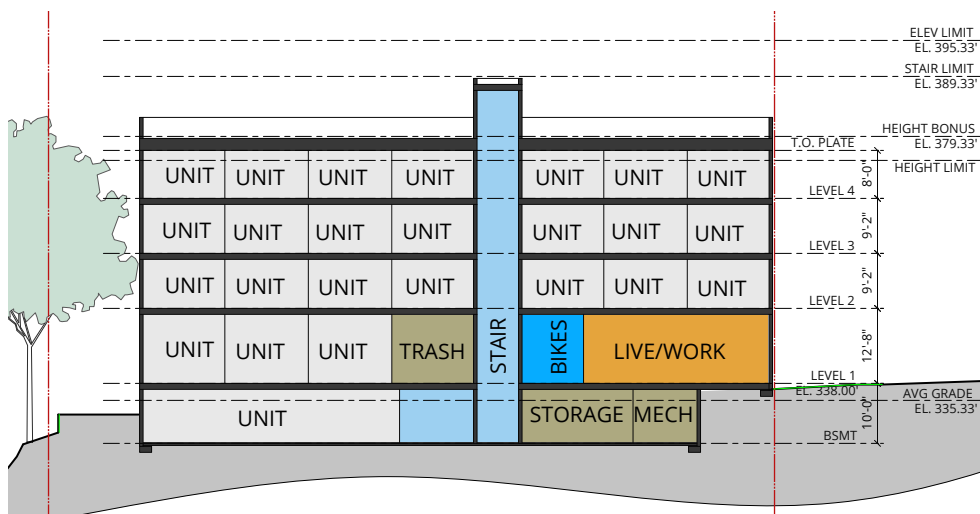 ELEV LIMIT
EL. 395.33'
STAIR LIMIT
EL. 389.33'
HEIGHT BONUS
EL. 379.33'
T.O. PLATE
HEIGHT LIMIT
8'-0"
UNIT UNIT UNIT UNIT UNIT UNIT UNIT
LEVEL 4
9'-2"
UNIT UNIT UNIT UNIT UNIT UNIT UNIT
LEVEL 3
9'-2"
UNIT UNIT UNIT UNIT UNIT UNIT UNIT
LEVEL 2
12'-8"
UNIT UNIT UNIT TRASH STAIR BIKES LIVE/WORK
LEVEL 1
EL. 338.00'
AVG GRADE
EL. 335.33'
10'-0"
UNIT STORAGE MECH
BSMT